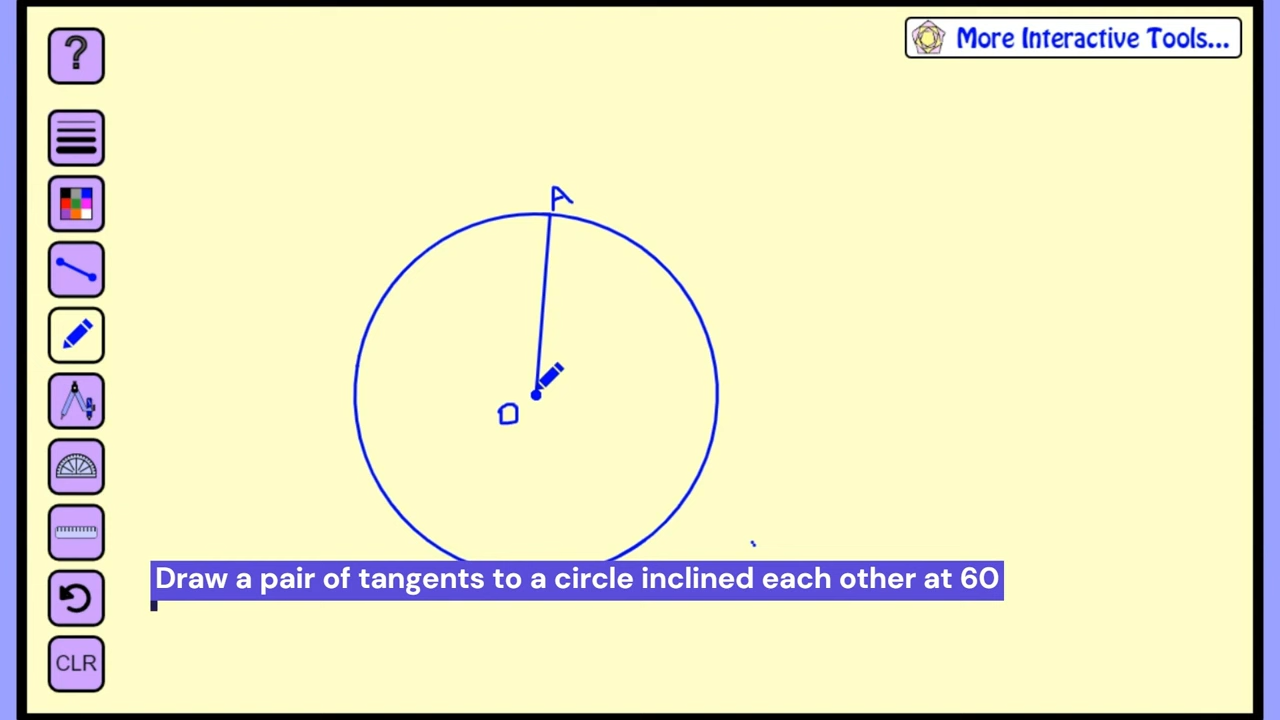 ?
More Interactive Tools...
A
O
Draw a pair of tangents to a circle inclined each other at 60
CLR